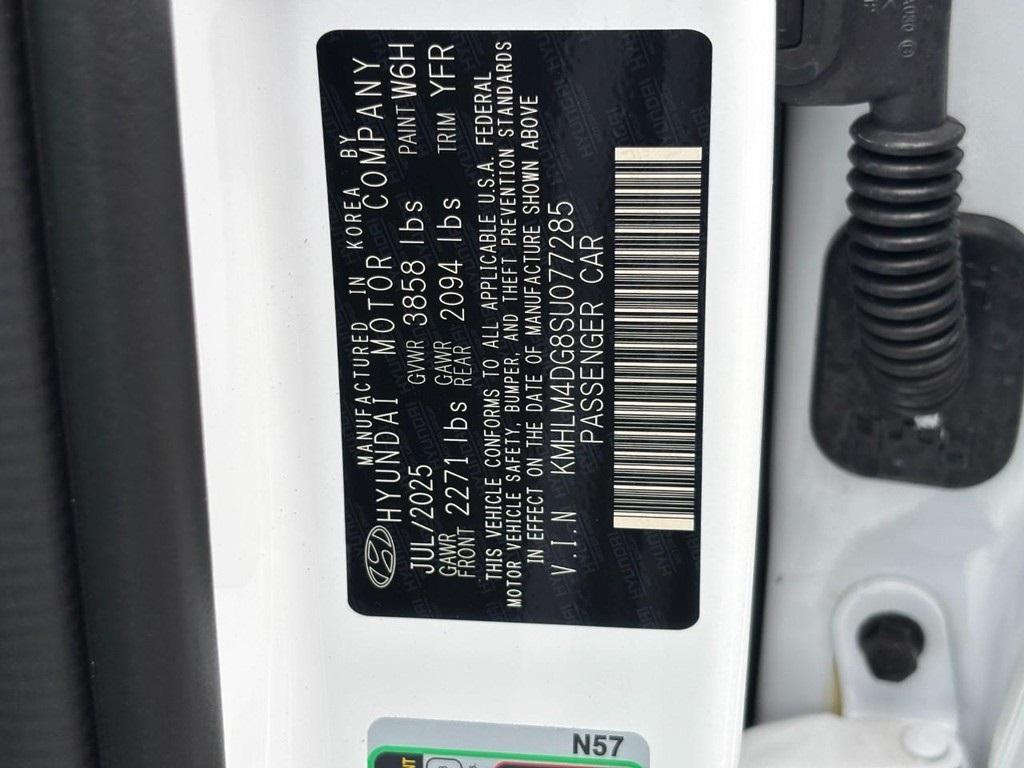 MANUFACTURED IN KOREA BY
HYUNDAI MOTOR COMPANY
JUL/2025 GVWR 3858 lbs PAINT W6H
GAWR FRONT 2271 lbs GAWR REAR 2094 lbs TRIM YFR
THIS VEHICLE CONFORMS TO ALL APPLICABLE U.S.A. FEDERAL
MOTOR VEHICLE SAFETY, BUMPER, AND THEFT PREVENTION STANDARDS
IN EFFECT ON THE DATE OF MANUFACTURE SHOWN ABOVE
V.I.N KMHLM4DG8SU077285
PASSENGER CAR
N57